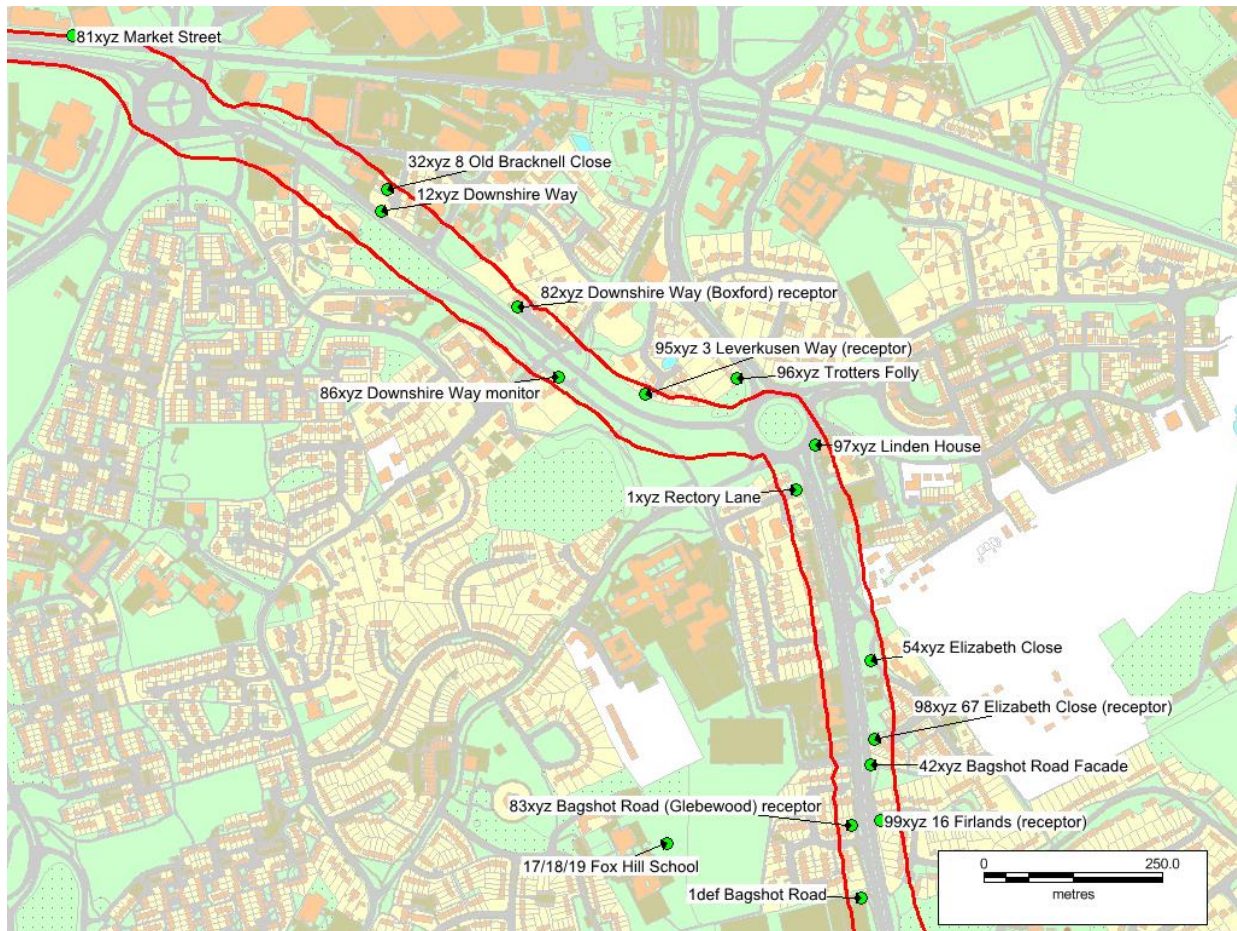 81xyz Market Street
32xyz 8 Old Bracknell Close
12xyz Downshire Way
82xyz Downshire Way (Boxford) receptor
95xyz 3 Leverkusen Way (receptor)
96xyz Trotters Folly
86xyz Downshire Way monitor
97xyz Linden House
1xyz Rectory Lane
54xyz Elizabeth Close
98xyz 67 Elizabeth Close (receptor)
42xyz Bagshot Road Facade
83xyz Bagshot Road (Glebewood) receptor
99xyz 16 Firlands (receptor)
17/18/19 Fox Hill School
1def Bagshot Road
0 250.0
metres